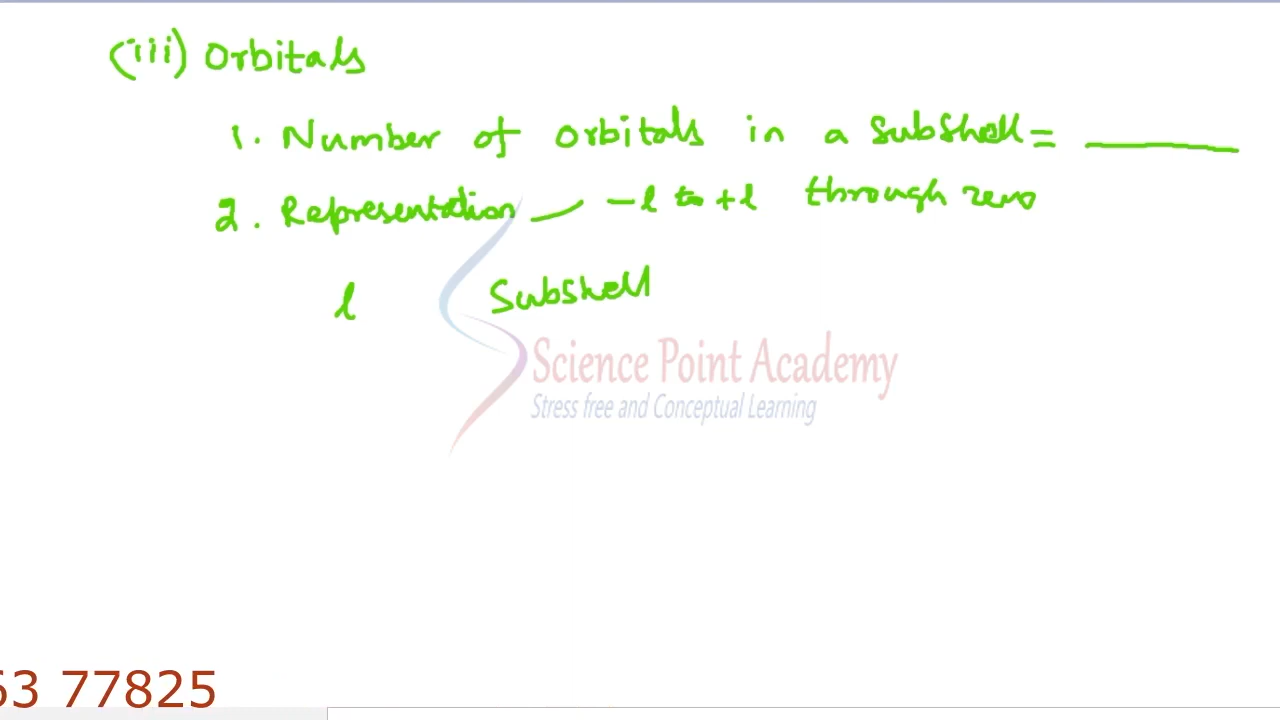 (iii) Orbitals
1. Number of orbitals in a subshell = ______
2. Representation — -l to +l through zero
l Subshell
Science Point Academy
Stress free and Conceptual Learning
63 77825